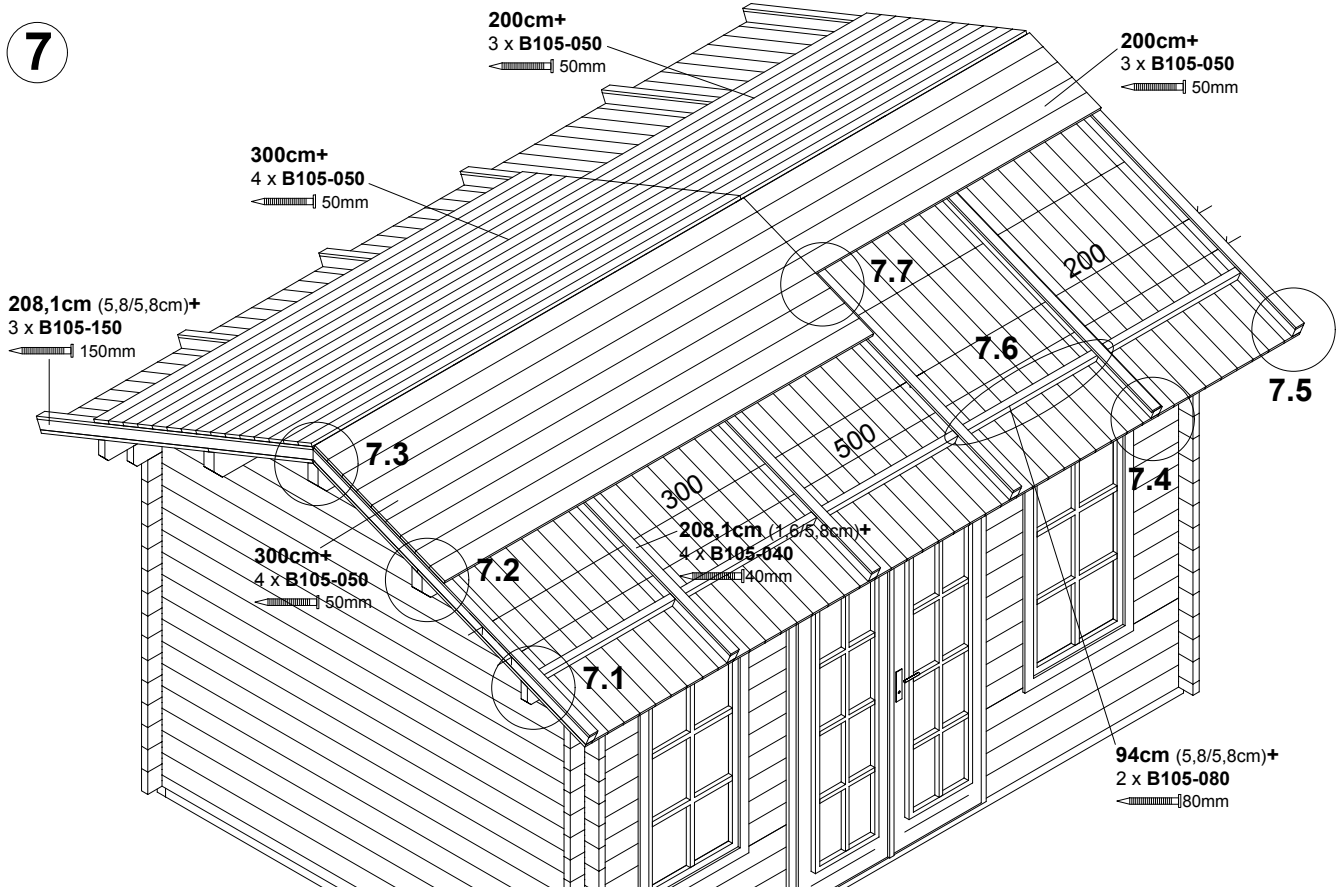 7
200cm+
3 x B105-050
50mm
200cm+
3 x B105-050
50mm
300cm+
4 x B105-050
50mm
208,1cm (5,8/5,8cm)+
3 x B105-150
150mm
7.7
200
7.6
7.5
7.3
500
7.4
300
208,1cm (1,6/5,8cm)+
4 x B105-040
40mm
300cm+
4 x B105-050
50mm
7.2
7.1
94cm (5,8/5,8cm)+
2 x B105-080
80mm